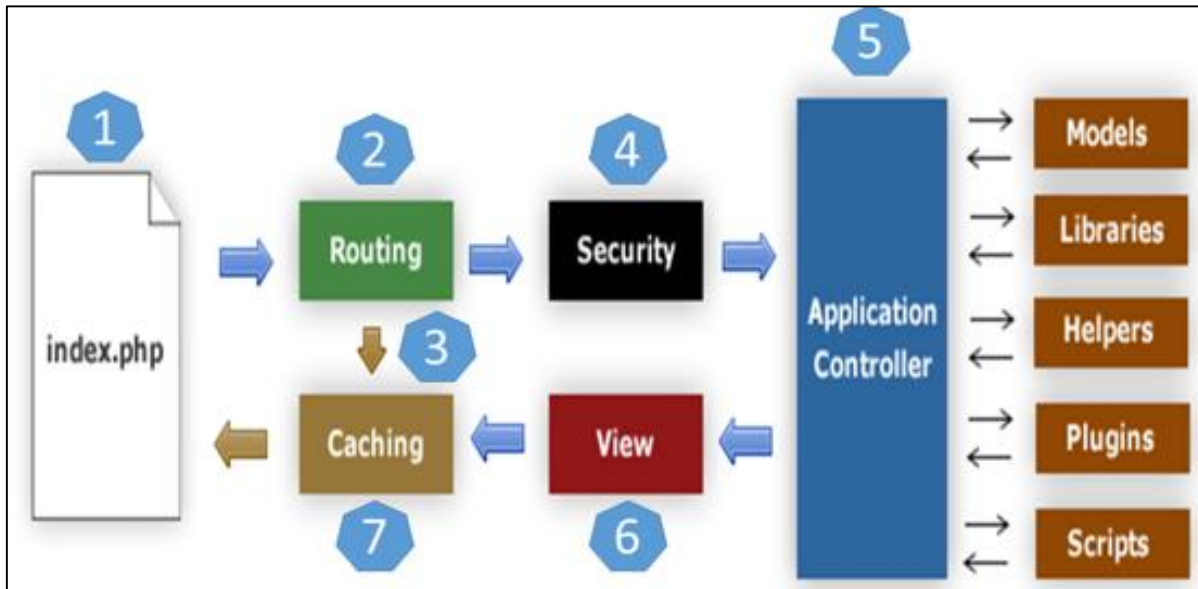 1
2
4
5
index.php
Routing
Security
3
Caching
View
7
6
Application
Controller
Models
Libraries
Helpers
Plugins
Scripts